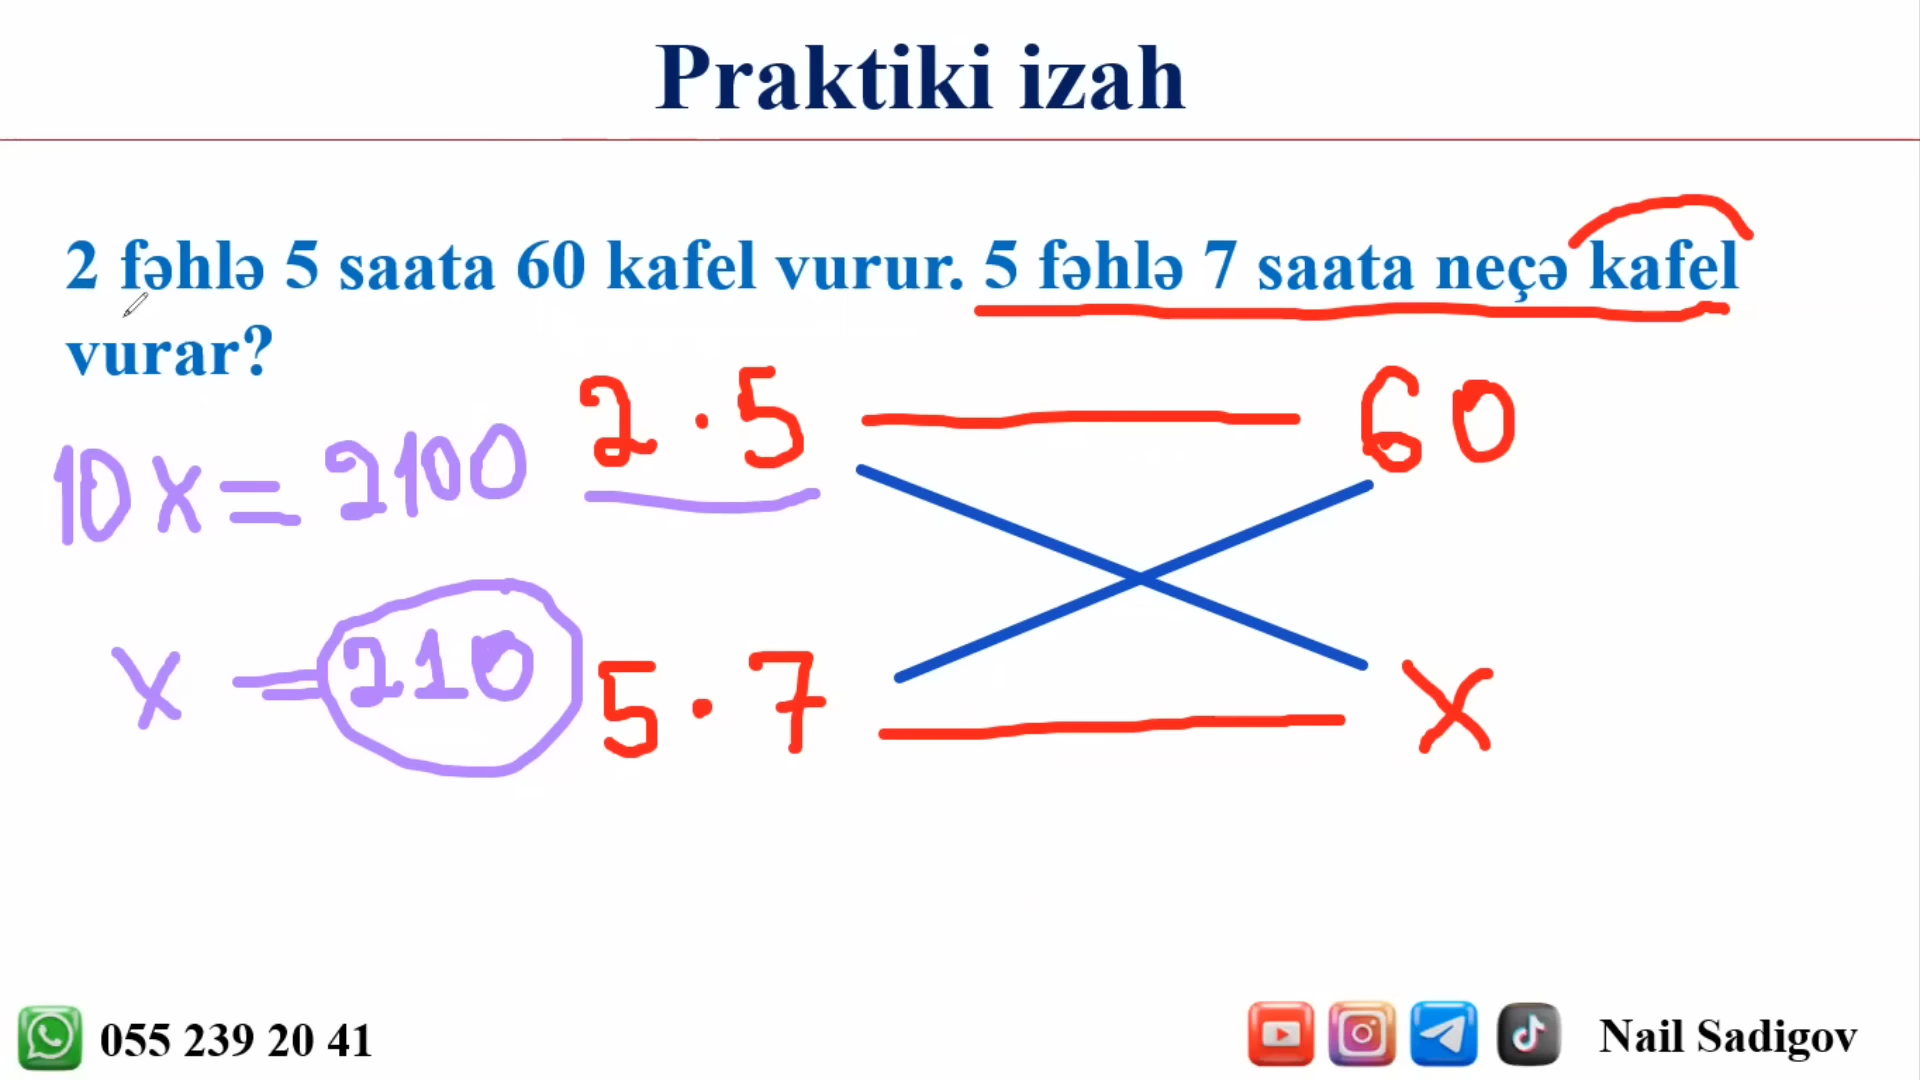 Praktiki izah
2 fəhlə 5 saata 60 kafel vurur. 5 fəhlə 7 saata neçə kafel
vurar?
2 · 5 60
10x = 2100
x = 210
5 · 7 x
055 239 20 41
Nail Sadigov